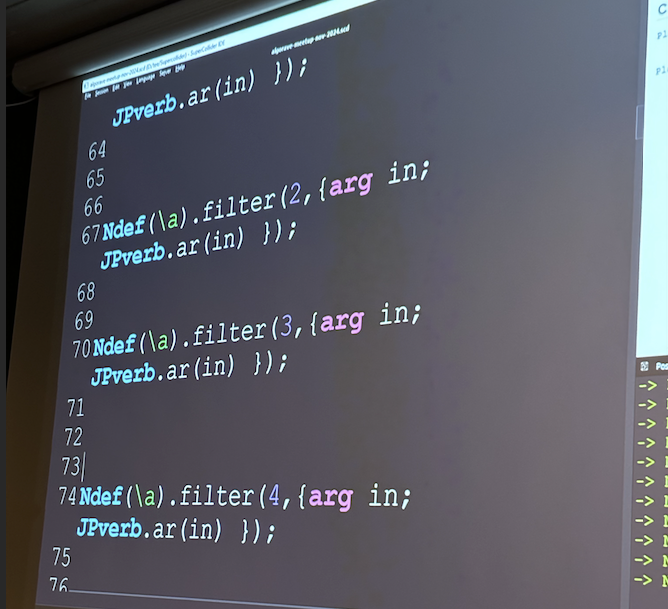 algorave-meetup-nov-2024.scd (D:\live\Supercollider) - SuperCollider IDE
File Session Edit View Language Server Help
algorave-meetup-nov-2024.scd
JPverb.ar(in) });
64
65
66
67 Ndef(\a).filter(2,{arg in;
JPverb.ar(in) });
68
69
70 Ndef(\a).filter(3,{arg in;
JPverb.ar(in) });
71
72
73
74 Ndef(\a).filter(4,{arg in;
JPverb.ar(in) });
75
76
->
->
->
->
->
->
->
->
->
->
->